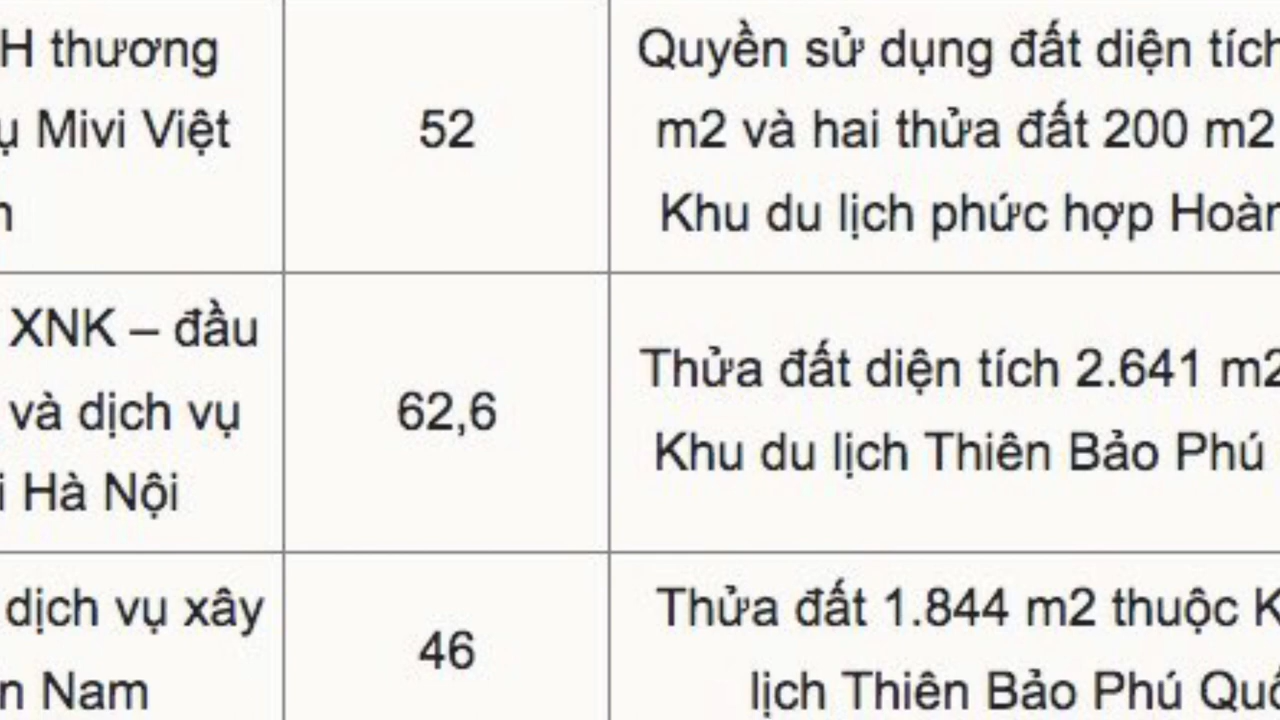 H thương
ụ Mivi Việt
52
Quyền sử dụng đất diện tích
m2 và hai thửa đất 200 m2
Khu du lịch phức hợp Hoàn
XNK – đầu
và dịch vụ
i Hà Nội
62,6
Thửa đất diện tích 2.641 m2
Khu du lịch Thiên Bảo Phú
dịch vụ xây
n Nam
46
Thửa đất 1.844 m2 thuộc K
lịch Thiên Bảo Phú Quố